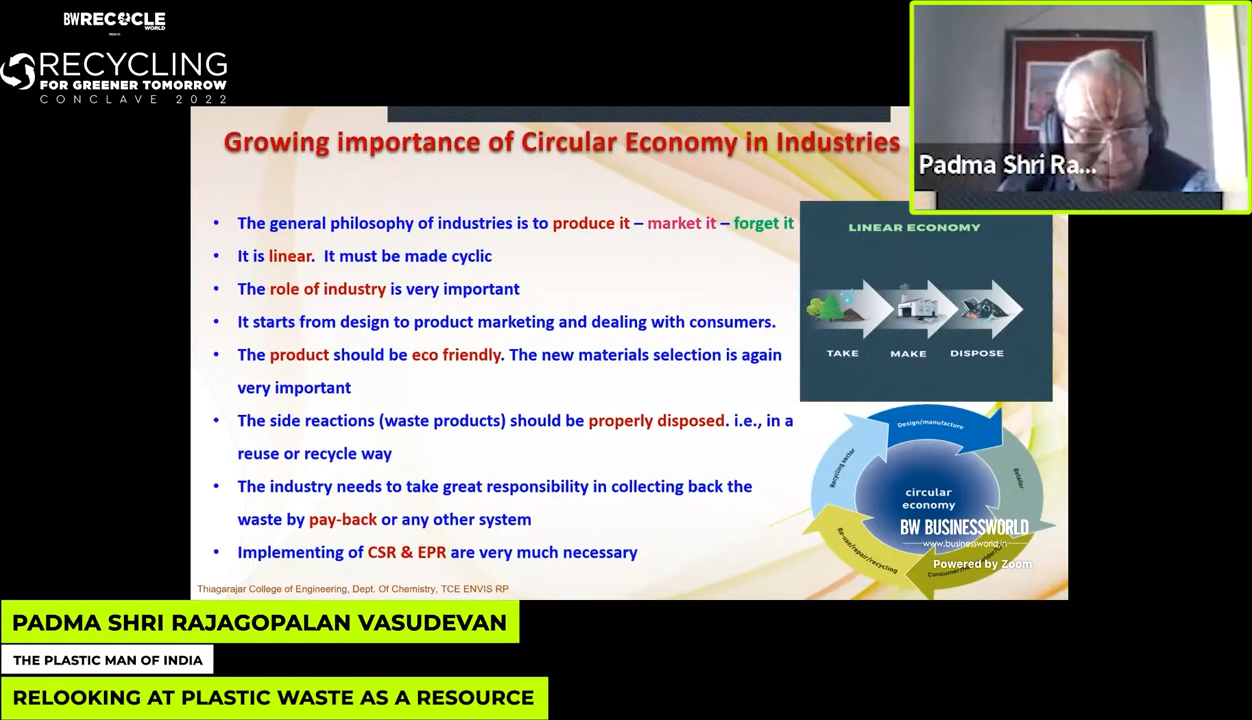 BW RECYCLE
WORLD
RECYCLING
FOR GREENER TOMORROW
CONCLAVE 2022
Padma Shri Ra...
Growing importance of Circular Economy in Industries
• The general philosophy of industries is to produce it – market it – forget it
• It is linear. It must be made cyclic
• The role of industry is very important
• It starts from design to product marketing and dealing with consumers.
• The product should be eco friendly. The new materials selection is again
very important
• The side reactions (waste products) should be properly disposed. i.e., in a
reuse or recycle way
• The industry needs to take great responsibility in collecting back the
waste by pay-back or any other system
• Implementing of CSR & EPR are very much necessary
LINEAR ECONOMY
TAKE MAKE DISPOSE
Design/manufacture
Recycling sector
Retailer
circular
economy
BW BUSINESSWORLD
www.businessworld.in
Re-use/repair/recycling
Powered by Zoom
Thiagarajar College of Engineering, Dept. Of Chemistry, TCE ENVIS RP
PADMA SHRI RAJAGOPALAN VASUDEVAN
THE PLASTIC MAN OF INDIA
RELOOKING AT PLASTIC WASTE AS A RESOURCE